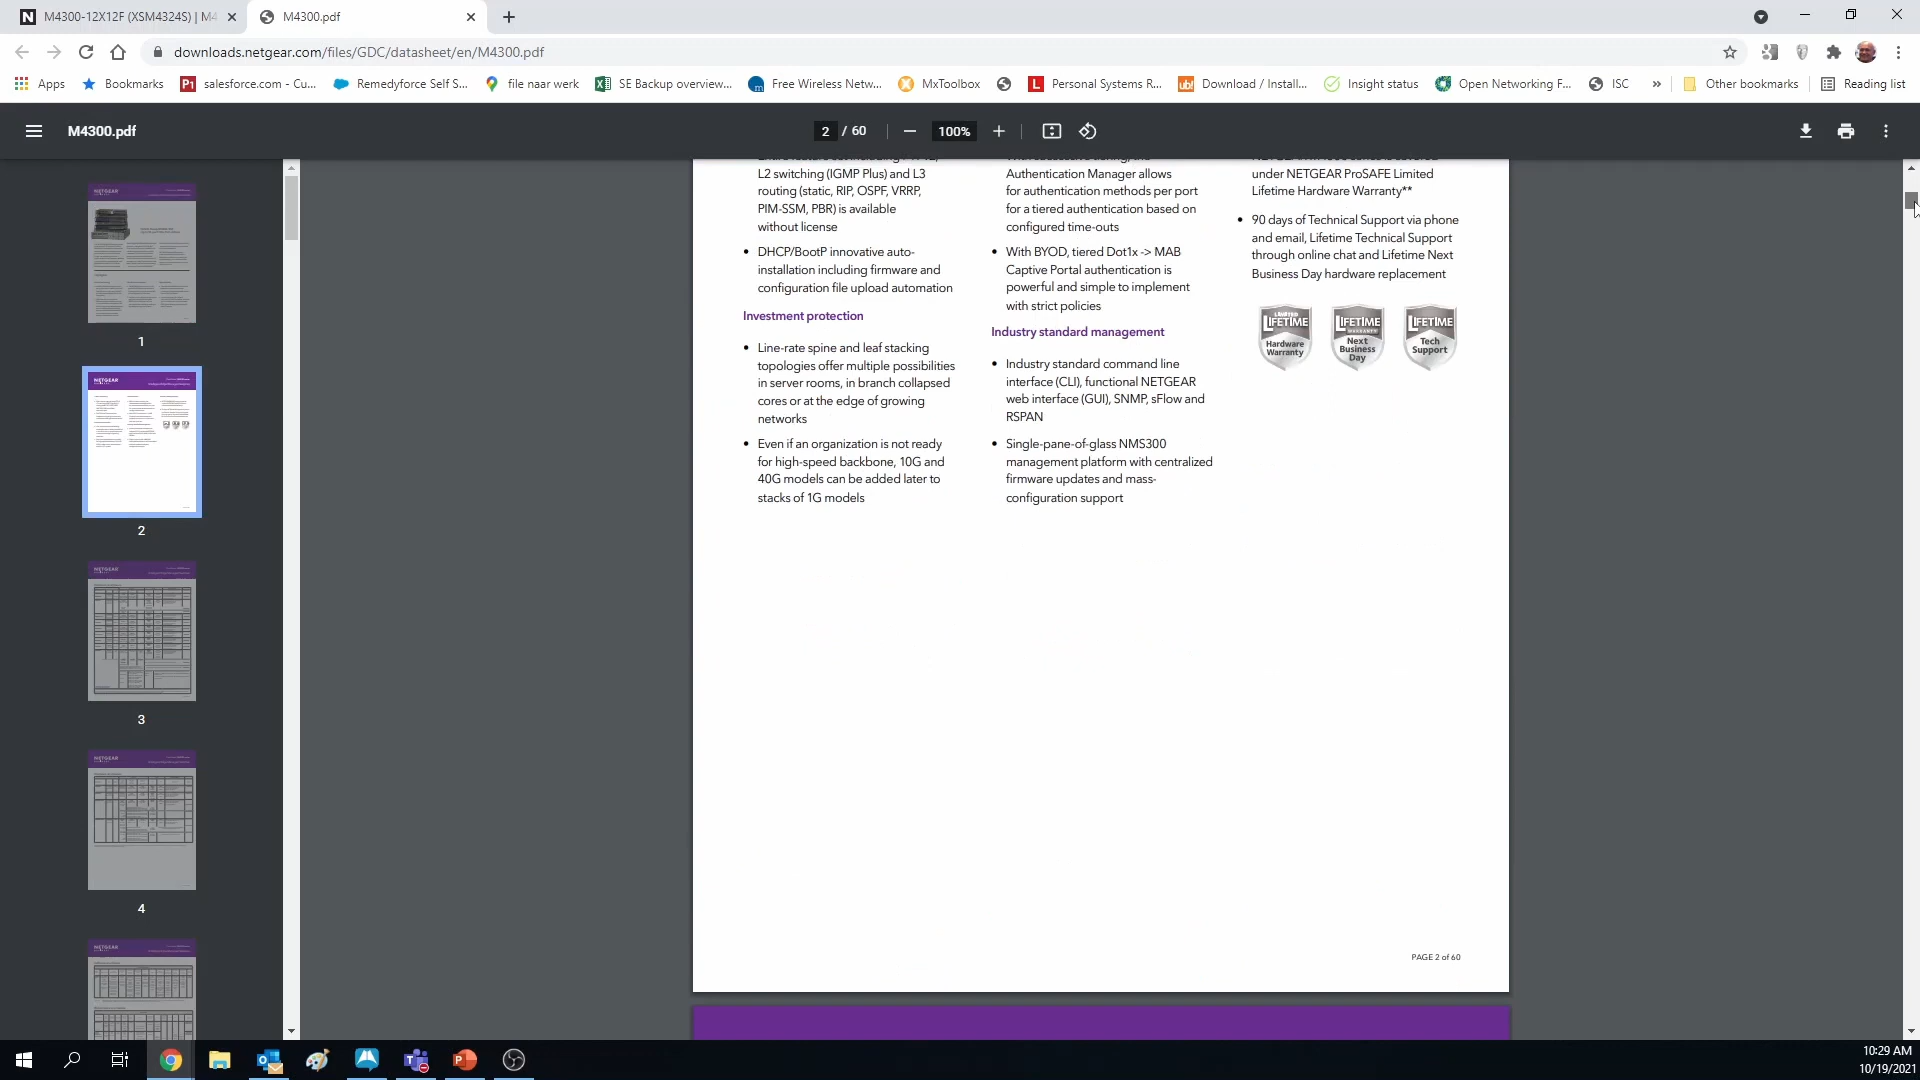 M4300-12X12F (XSM4324S) | M4
M4300.pdf
downloads.netgear.com/files/GDC/datasheet/en/M4300.pdf
Apps
Bookmarks
salesforce.com - Cu...
Remedyforce Self S...
file naar werk
SE Backup overview...
Free Wireless Netw...
MxToolbox
Personal Systems R...
Download / Install...
Insight status
Open Networking F...
ISC
»
Other bookmarks
Reading list
M4300.pdf
2 / 60
100%
L2 switching (IGMP Plus) and L3
routing (static, RIP, OSPF, VRRP,
PIM-SSM, PBR) is available
without license
• DHCP/BootP innovative auto-
installation including firmware and
configuration file upload automation
Investment protection
• Line-rate spine and leaf stacking
topologies offer multiple possibilities
in server rooms, in branch collapsed
cores or at the edge of growing
networks
• Even if an organization is not ready
for high-speed backbone, 10G and
40G models can be added later to
stacks of 1G models
Authentication Manager allows
for authentication methods per port
for a tiered authentication based on
configured time-outs
• With BYOD, tiered Dot1x -> MAB
Captive Portal authentication is
powerful and simple to implement
with strict policies
Industry standard management
• Industry standard command line
interface (CLI), functional NETGEAR
web interface (GUI), SNMP, sFlow and
RSPAN
• Single-pane-of-glass NMS300
management platform with centralized
firmware updates and mass-
configuration support
under NETGEAR ProSAFE Limited
Lifetime Hardware Warranty**
• 90 days of Technical Support via phone
and email, Lifetime Technical Support
through online chat and Lifetime Next
Business Day hardware replacement
LIMITED
LIFETIME
Hardware
Warranty
LIFETIME
WARRANTY
Next
Business
Day
LIFETIME
Tech
Support
PAGE 2 of 60
NETGEAR
1
NETGEAR
2
NETGEAR
3
NETGEAR
4
NETGEAR
10:29 AM
10/19/2021